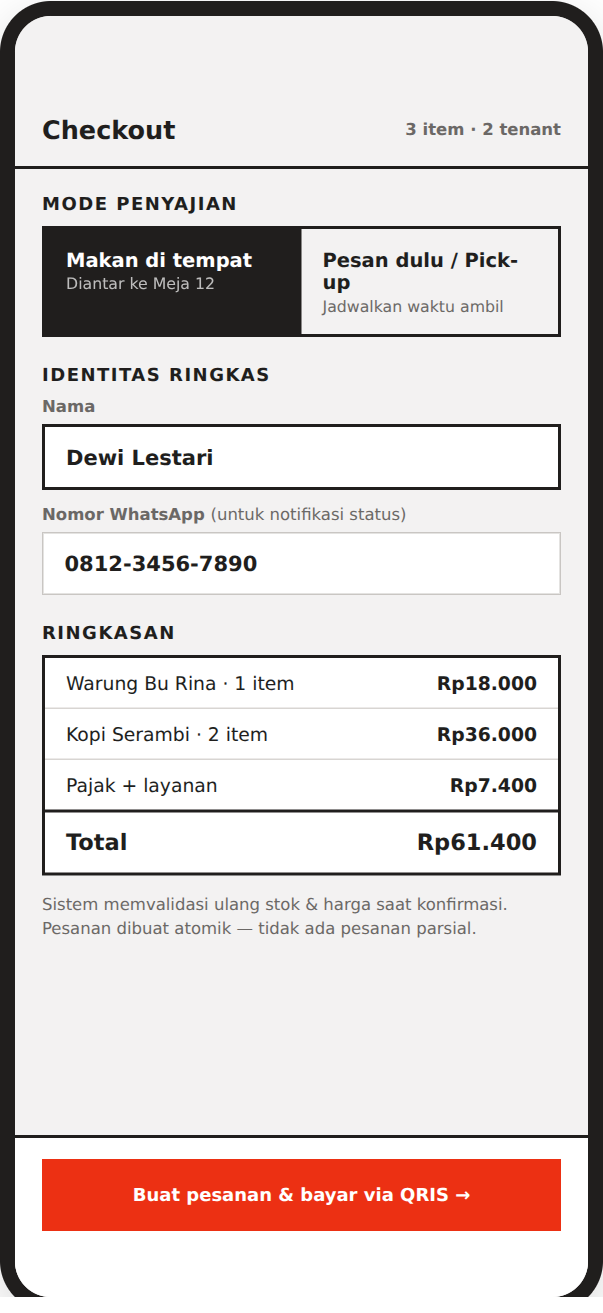 Checkout
3 item · 2 tenant
MODE PENYAJIAN
Makan di tempat
Diantar ke Meja 12
Pesan dulu / Pick-
up
Jadwalkan waktu ambil
IDENTITAS RINGKAS
Nama
Dewi Lestari
Nomor WhatsApp (untuk notifikasi status)
0812-3456-7890
RINGKASAN
Warung Bu Rina · 1 item Rp18.000
Kopi Serambi · 2 item Rp36.000
Pajak + layanan Rp7.400
Total Rp61.400
Sistem memvalidasi ulang stok & harga saat konfirmasi.
Pesanan dibuat atomik — tidak ada pesanan parsial.
Buat pesanan & bayar via QRIS →